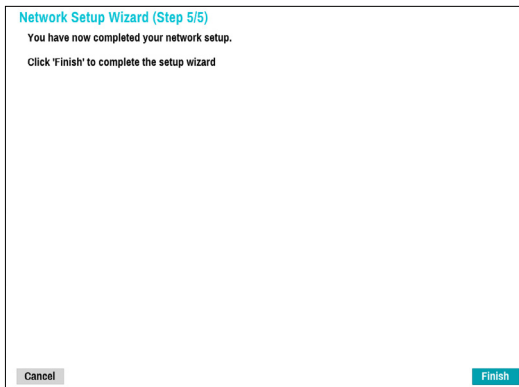 Network Setup Wizard (Step 5/5)
You have now completed your network setup.
Click 'Finish' to complete the setup wizard
Cancel
Finish